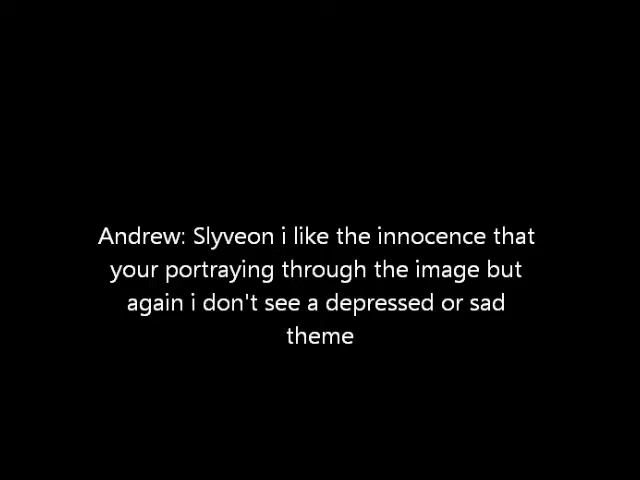 Andrew: Slyveon i like the innocence that
your portraying through the image but
again i don't see a depressed or sad
theme